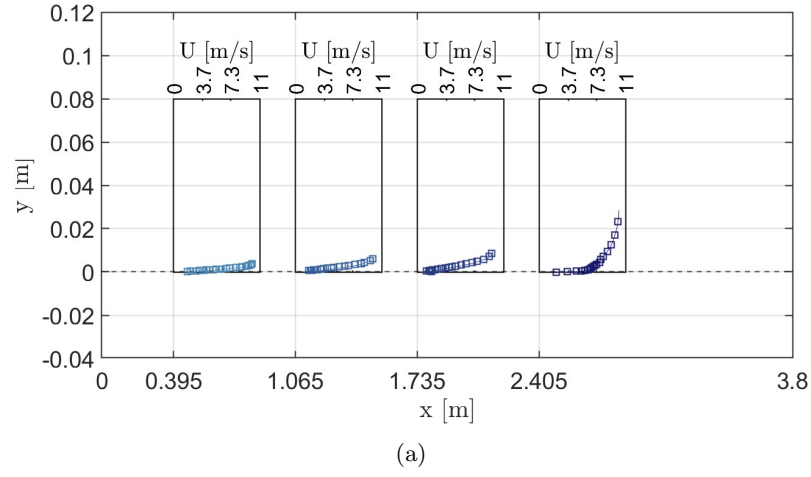 0.12
0.1
0.08
0.06
0.04
0.02
0
-0.02
-0.04
y [m]
U [m/s] U [m/s] U [m/s] U [m/s]
0 3.7 7.3 11 0 3.7 7.3 11 0 3.7 7.3 11 0 3.7 7.3 11
0 0.395 1.065 1.735 2.405 3.8
x [m]
(a)